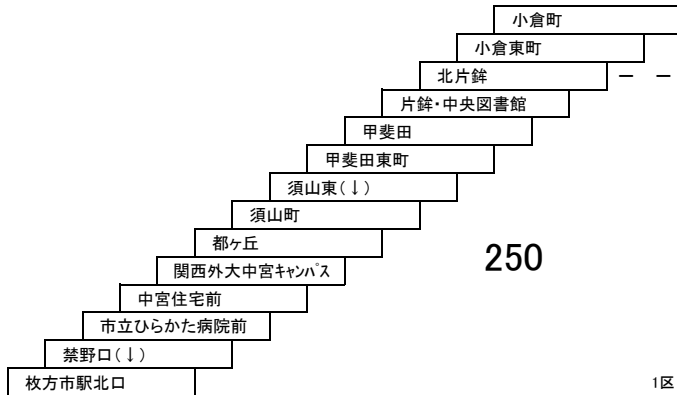 小倉町
小倉東町
北片鉾
片鉾・中央図書館
甲斐田
甲斐田東町
須山東(↓)
須山町
都ヶ丘
250
関西外大中宮キャンパス
中宮住宅前
市立ひらかた病院前
禁野口(↓)
枚方市駅北口
1区